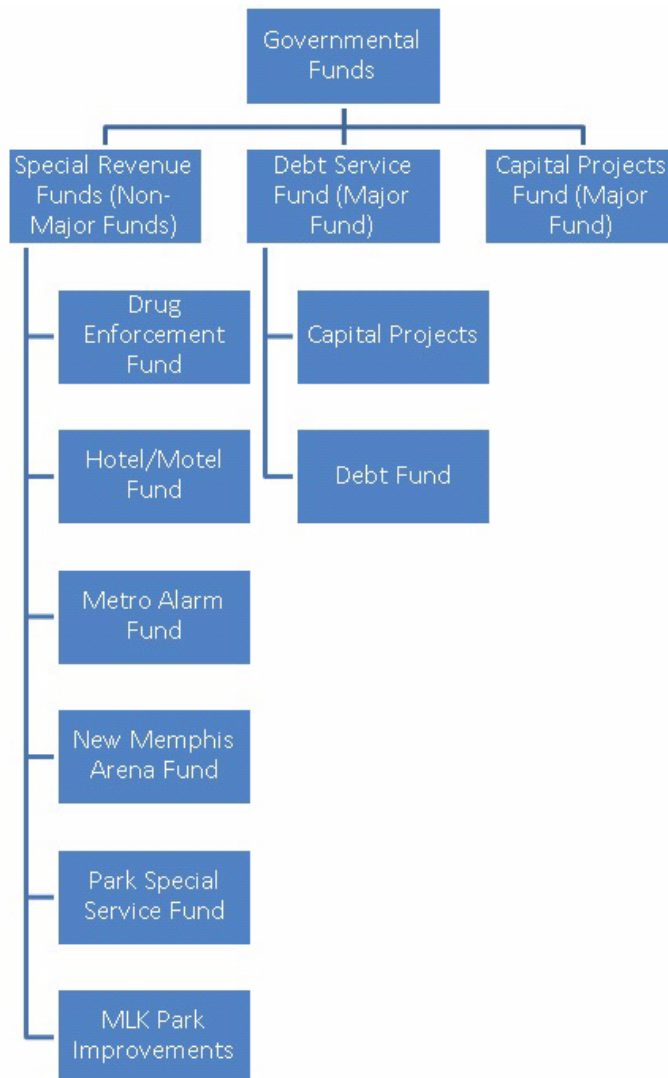 Governmental
Funds
Special Revenue
Funds (Non-
Major Funds)
Debt Service
Fund (Major
Fund)
Capital Projects
Fund (Major
Fund)
Drug
Enforcement
Fund
Capital Projects
Hotel/Motel
Fund
Debt Fund
Metro Alarm
Fund
New Memphis
Arena Fund
Park Special
Service Fund
MLK Park
Improvements